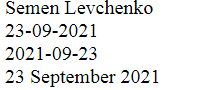 Semen Levchenko
23-09-2021
2021-09-23
23 September 2021